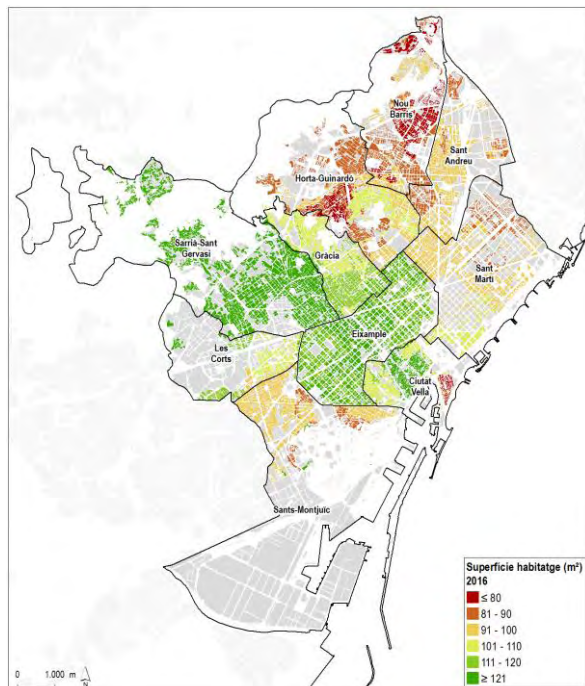 Nou
Barris
Sant
Andreu
Horta-Guinardó
Sarrià-Sant
Gervasi
Gràcia
Sant
Martí
Eixample
Les
Corts
Ciutat
Vella
Sants-Montjuïc
Superficie habitatge (m²)
2016
≤ 80
81 - 90
91 - 100
101 - 110
111 - 120
≥ 121
0 1.000 m
N